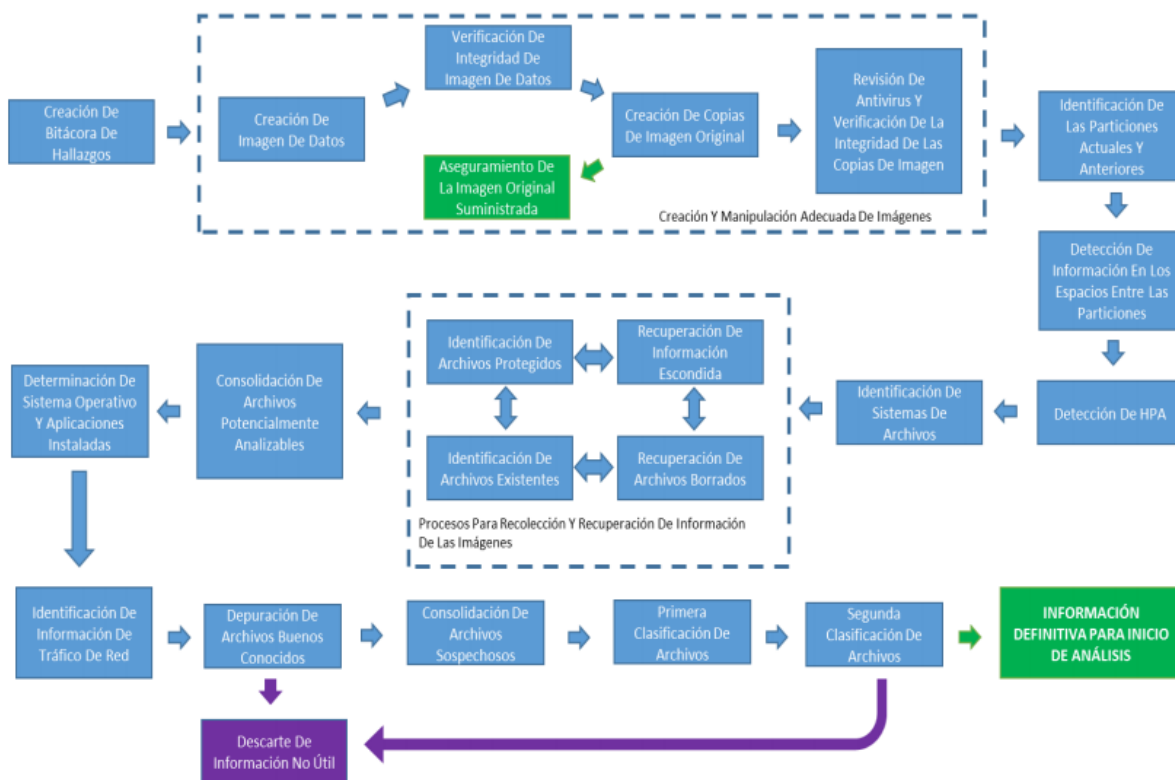 Creación De
Bitácora De
Hallazgos
Creación De
Imagen De Datos
Verificación De
Integridad De
Imagen De Datos
Creación De Copias
De Imagen Original
Aseguramiento De
La Imagen Original
Suministrada
Revisión De
Antivirus Y
Verificación De La
Integridad De Las
Copias De Imagen
Creación Y Manipulación Adecuada De Imágenes
Identificación De
Las Particiones
Actuales Y
Anteriores
Detección De
Información En Los
Espacios Entre Las
Particiones
Detección De HPA
Identificación De
Sistemas De
Archivos
Identificación De
Archivos Protegidos
Recuperación De
Información
Escondida
Identificación De
Archivos Existentes
Recuperación De
Archivos Borrados
Procesos Para Recolección Y Recuperación De Información
De Las Imágenes
Consolidación De
Archivos
Potencialmente
Analizables
Determinación De
Sistema Operativo
Y Aplicaciones
Instaladas
Identificación De
Información De
Tráfico De Red
Depuración De
Archivos Buenos
Conocidos
Consolidación De
Archivos
Sospechosos
Primera
Clasificación De
Archivos
Segunda
Clasificación De
Archivos
INFORMACIÓN
DEFINITIVA PARA INICIO
DE ANÁLISIS
Descarte De
Información No Útil